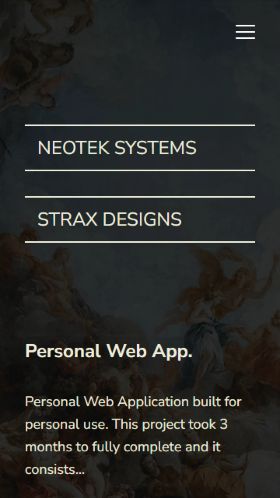 NEOTEK SYSTEMS
STRAX DESIGNS
Personal Web App.
Personal Web Application built for
personal use. This project took 3
months to fully complete and it
consists...